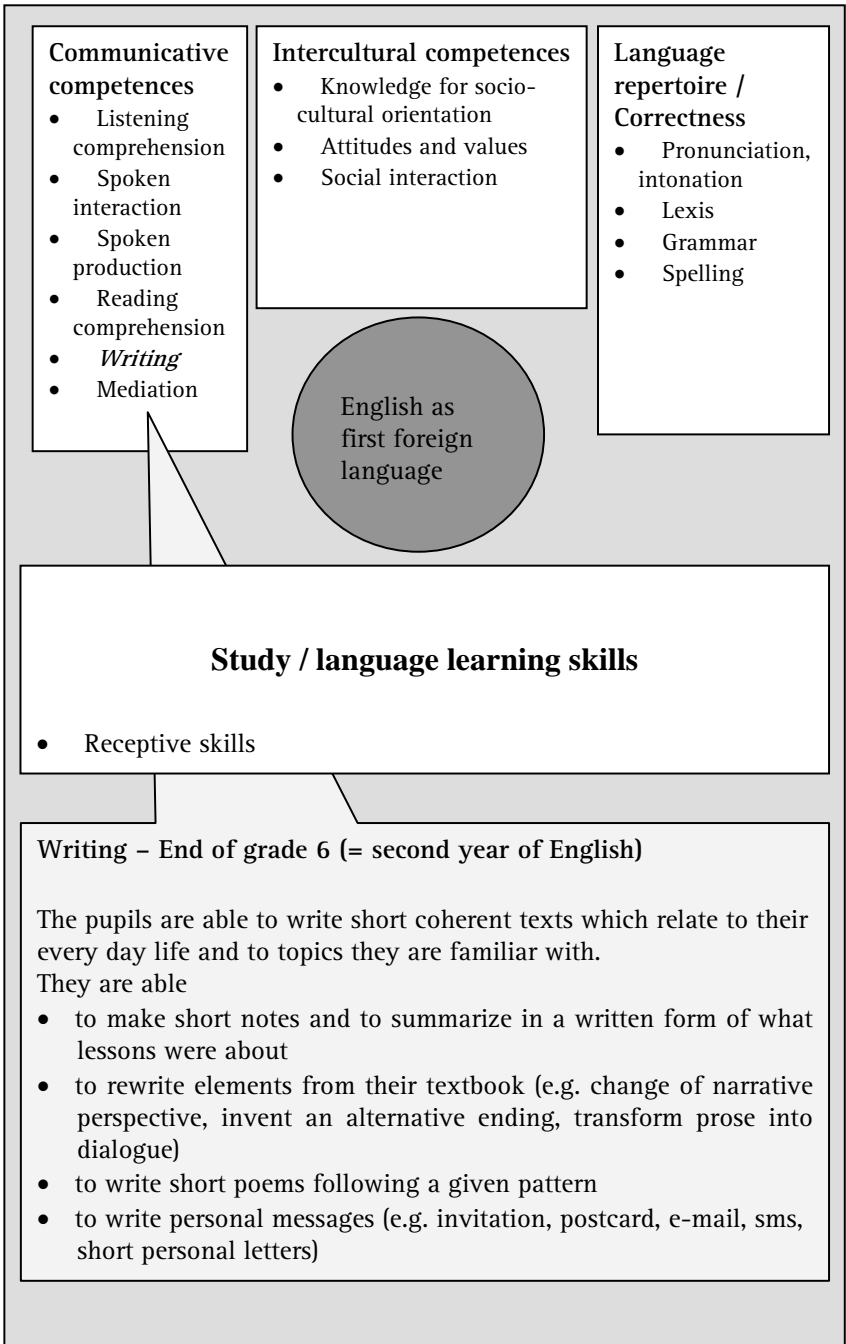 Communicative
competences
• Listening
comprehension
• Spoken
interaction
• Spoken
production
• Reading
comprehension
• Writing
• Mediation
Intercultural competences
• Knowledge for socio-
cultural orientation
• Attitudes and values
• Social interaction
Language
repertoire /
Correctness
• Pronunciation,
intonation
• Lexis
• Grammar
• Spelling
English as
first foreign
language
Study / language learning skills
• Receptive skills
Writing – End of grade 6 (= second year of English)
The pupils are able to write short coherent texts which relate to their
every day life and to topics they are familiar with.
They are able
• to make short notes and to summarize in a written form of what
lessons were about
• to rewrite elements from their textbook (e.g. change of narrative
perspective, invent an alternative ending, transform prose into
dialogue)
• to write short poems following a given pattern
• to write personal messages (e.g. invitation, postcard, e-mail, sms,
short personal letters)